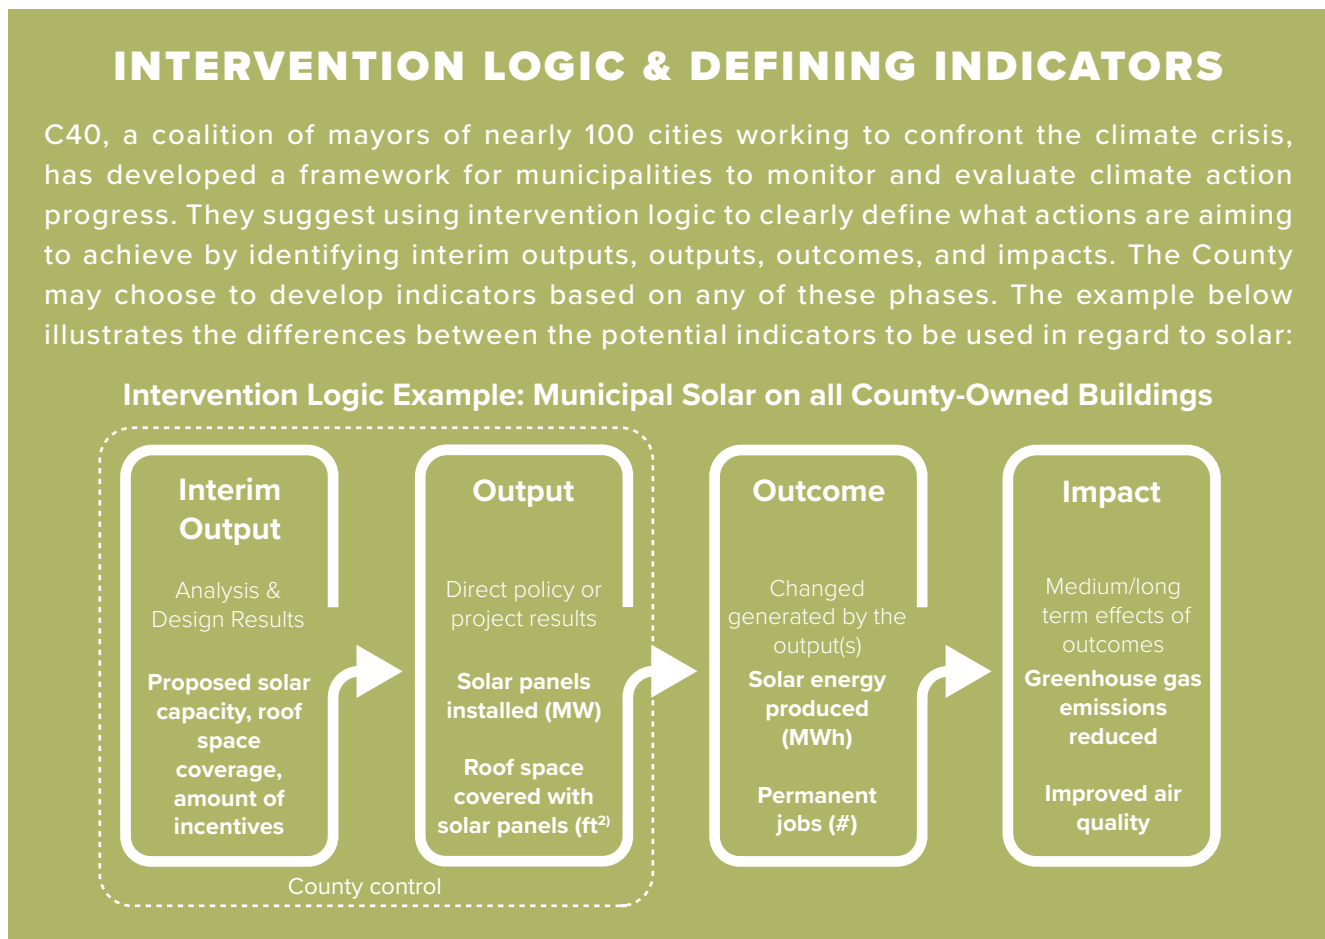 INTERVENTION LOGIC & DEFINING INDICATORS
C40, a coalition of mayors of nearly 100 cities working to confront the climate crisis,
has developed a framework for municipalities to monitor and evaluate climate action
progress. They suggest using intervention logic to clearly define what actions are aiming
to achieve by identifying interim outputs, outputs, outcomes, and impacts. The County
may choose to develop indicators based on any of these phases. The example below
illustrates the differences between the potential indicators to be used in regard to solar:
Intervention Logic Example: Municipal Solar on all County-Owned Buildings
Interim
Output
Analysis &
Design Results
Proposed solar
capacity, roof
space
coverage,
amount of
incentives
Output
Direct policy or
project results
Solar panels
installed (MW)
Roof space
covered with
solar panels (ft²⁾
Outcome
Changed
generated by the
output(s)
Solar energy
produced
(MWh)
Permanent
jobs (#)
Impact
Medium/long
term effects of
outcomes
Greenhouse gas
emissions
reduced
Improved air
quality
County control